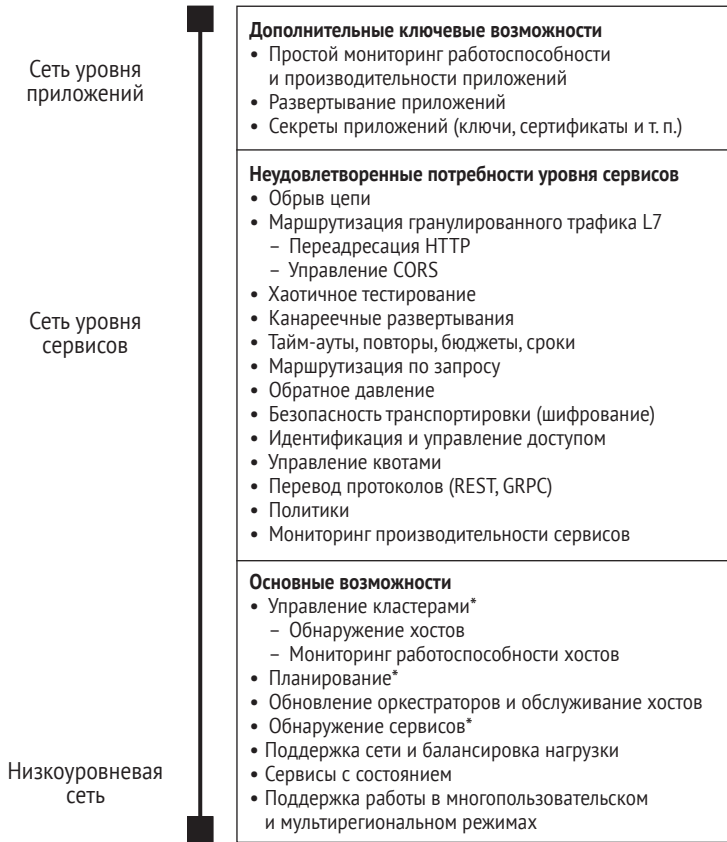 Сеть уровня
приложений
Дополнительные ключевые возможности
• Простой мониторинг работоспособности
и производительности приложений
• Развертывание приложений
• Секреты приложений (ключи, сертификаты и т. п.)
Сеть уровня
сервисов
Неудовлетворенные потребности уровня сервисов
• Обрыв цепи
• Маршрутизация гранулированного трафика L7
– Переадресация HTTP
– Управление CORS
• Хаотичное тестирование
• Канареечные развертывания
• Тайм-ауты, повторы, бюджеты, сроки
• Маршрутизация по запросу
• Обратное давление
• Безопасность транспортировки (шифрование)
• Идентификация и управление доступом
• Управление квотами
• Перевод протоколов (REST, GRPC)
• Политики
• Мониторинг производительности сервисов
Низкоуровневая
сеть
Основные возможности
• Управление кластерами*
– Обнаружение хостов
– Мониторинг работоспособности хостов
• Планирование*
• Обновление оркестраторов и обслуживание хостов
• Обнаружение сервисов*
• Поддержка сети и балансировка нагрузки
• Сервисы с состоянием
• Поддержка работы в многопользовательском
и мультирегиональном режимах